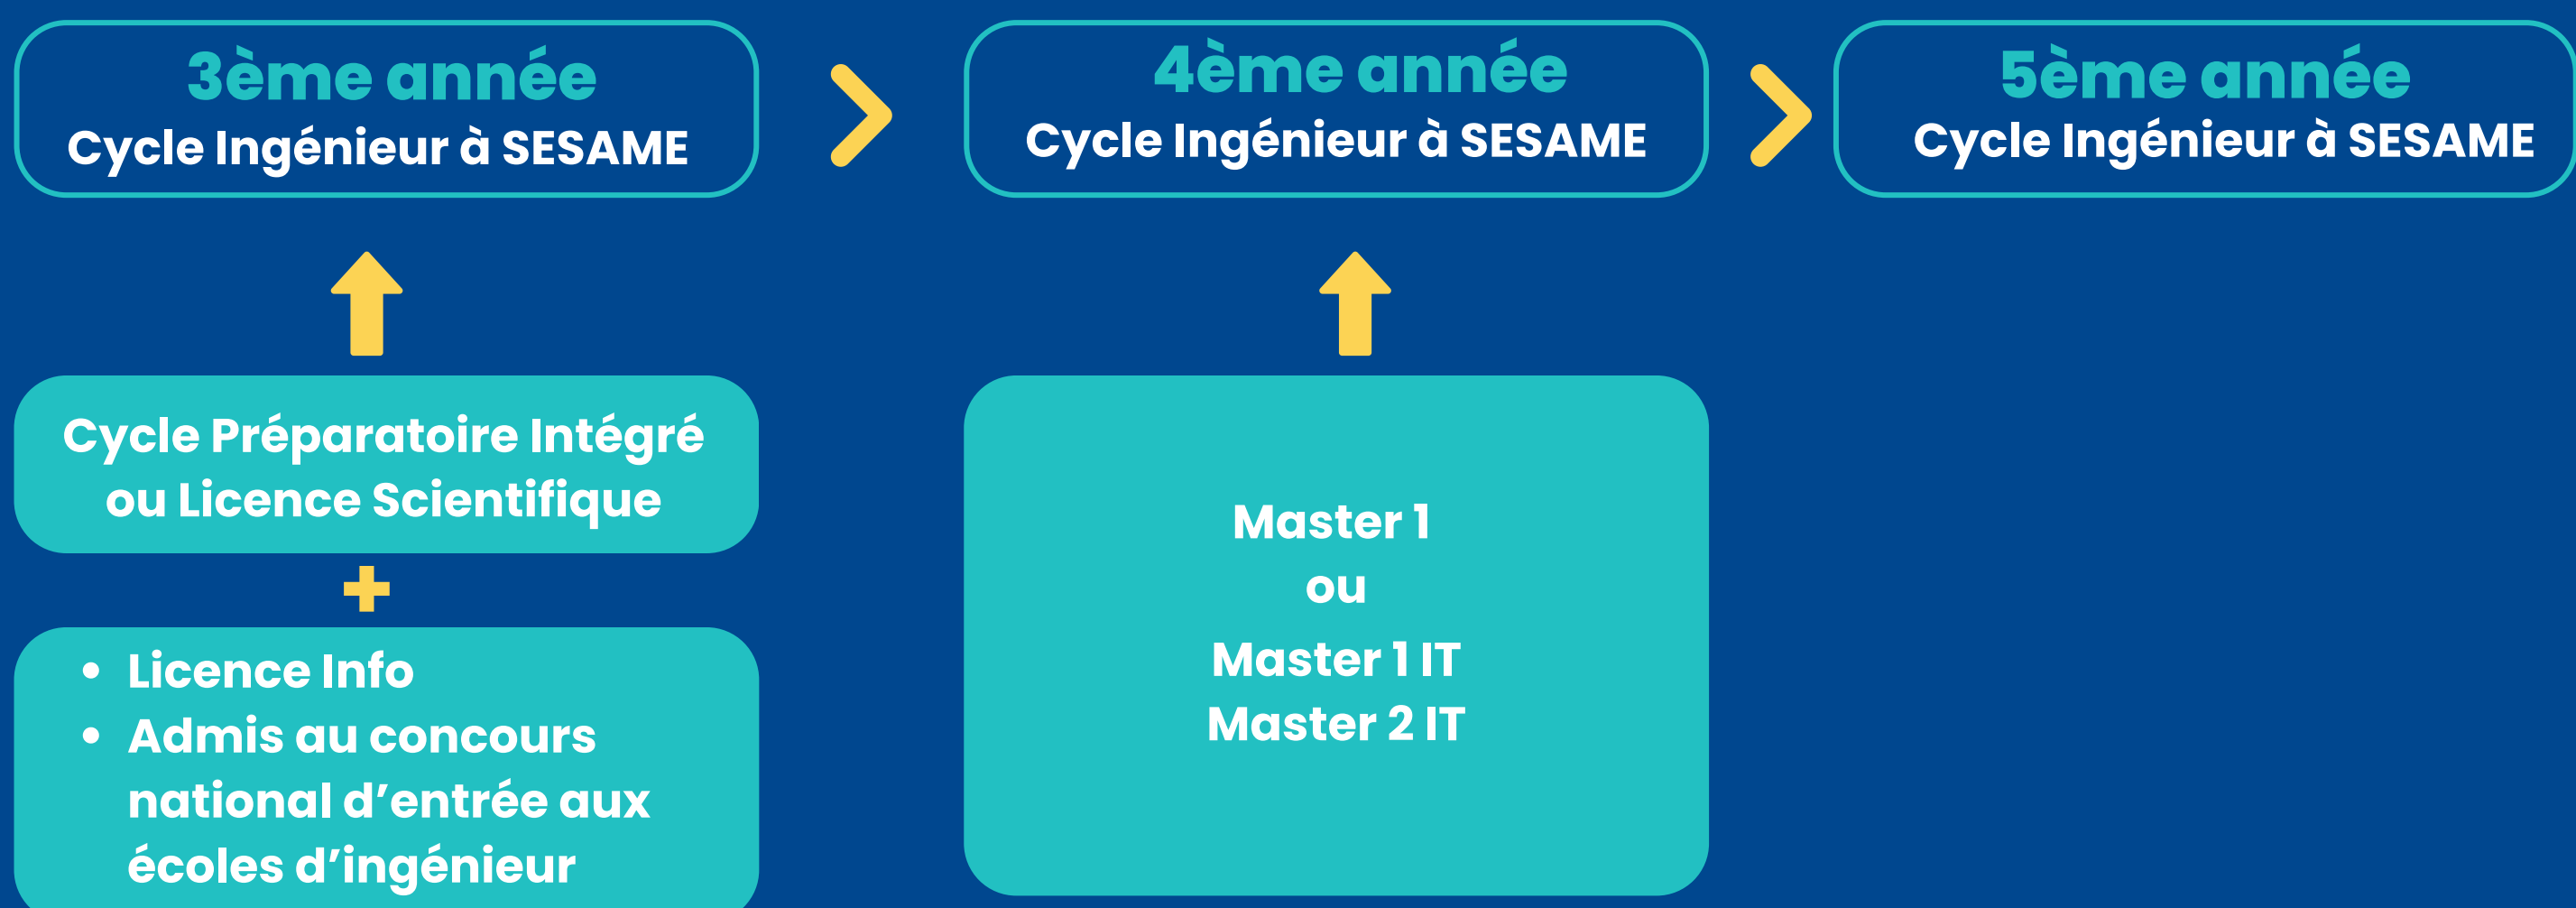 3ème année
Cycle Ingénieur à SESAME
4ème année
Cycle Ingénieur à SESAME
5ème année
Cycle Ingénieur à SESAME
Cycle Préparatoire Intégré
ou Licence Scientifique
+
• Licence Info
• Admis au concours
national d’entrée aux
écoles d’ingénieur
Master 1
ou
Master 1 IT
Master 2 IT